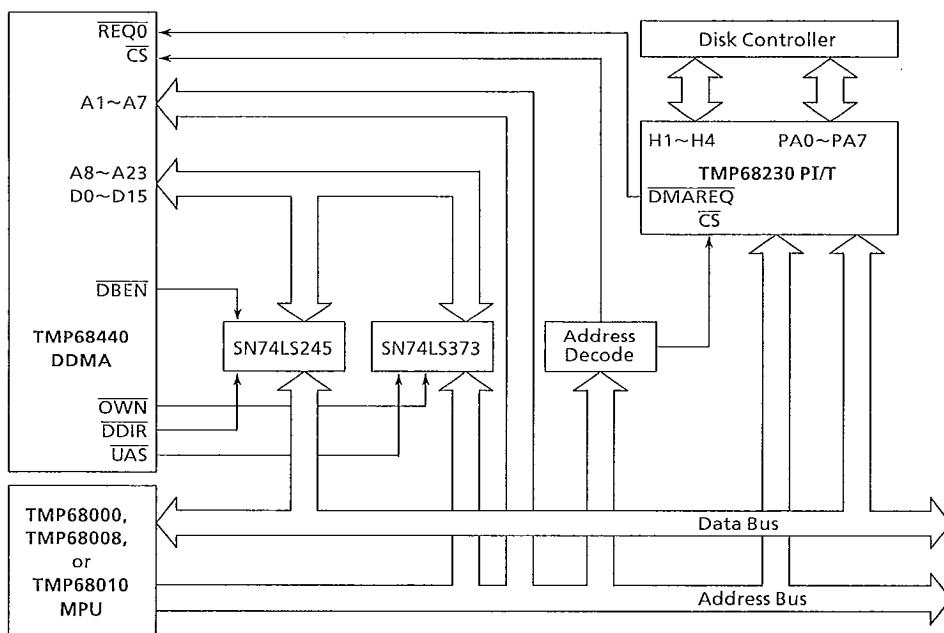 REQ0
CS
A1~A7
A8~A23
D0~D15
DBEN
TMP68440
DDMA
OWN
DDIR
UAS
SN74LS245
SN74LS373
Address
Decode
Disk Controller
H1~H4 PA0~PA7
TMP68230 PI/T
DMAREQ
CS
TMP68000,
TMP68008,
or
TMP68010
MPU
Data Bus
Address Bus